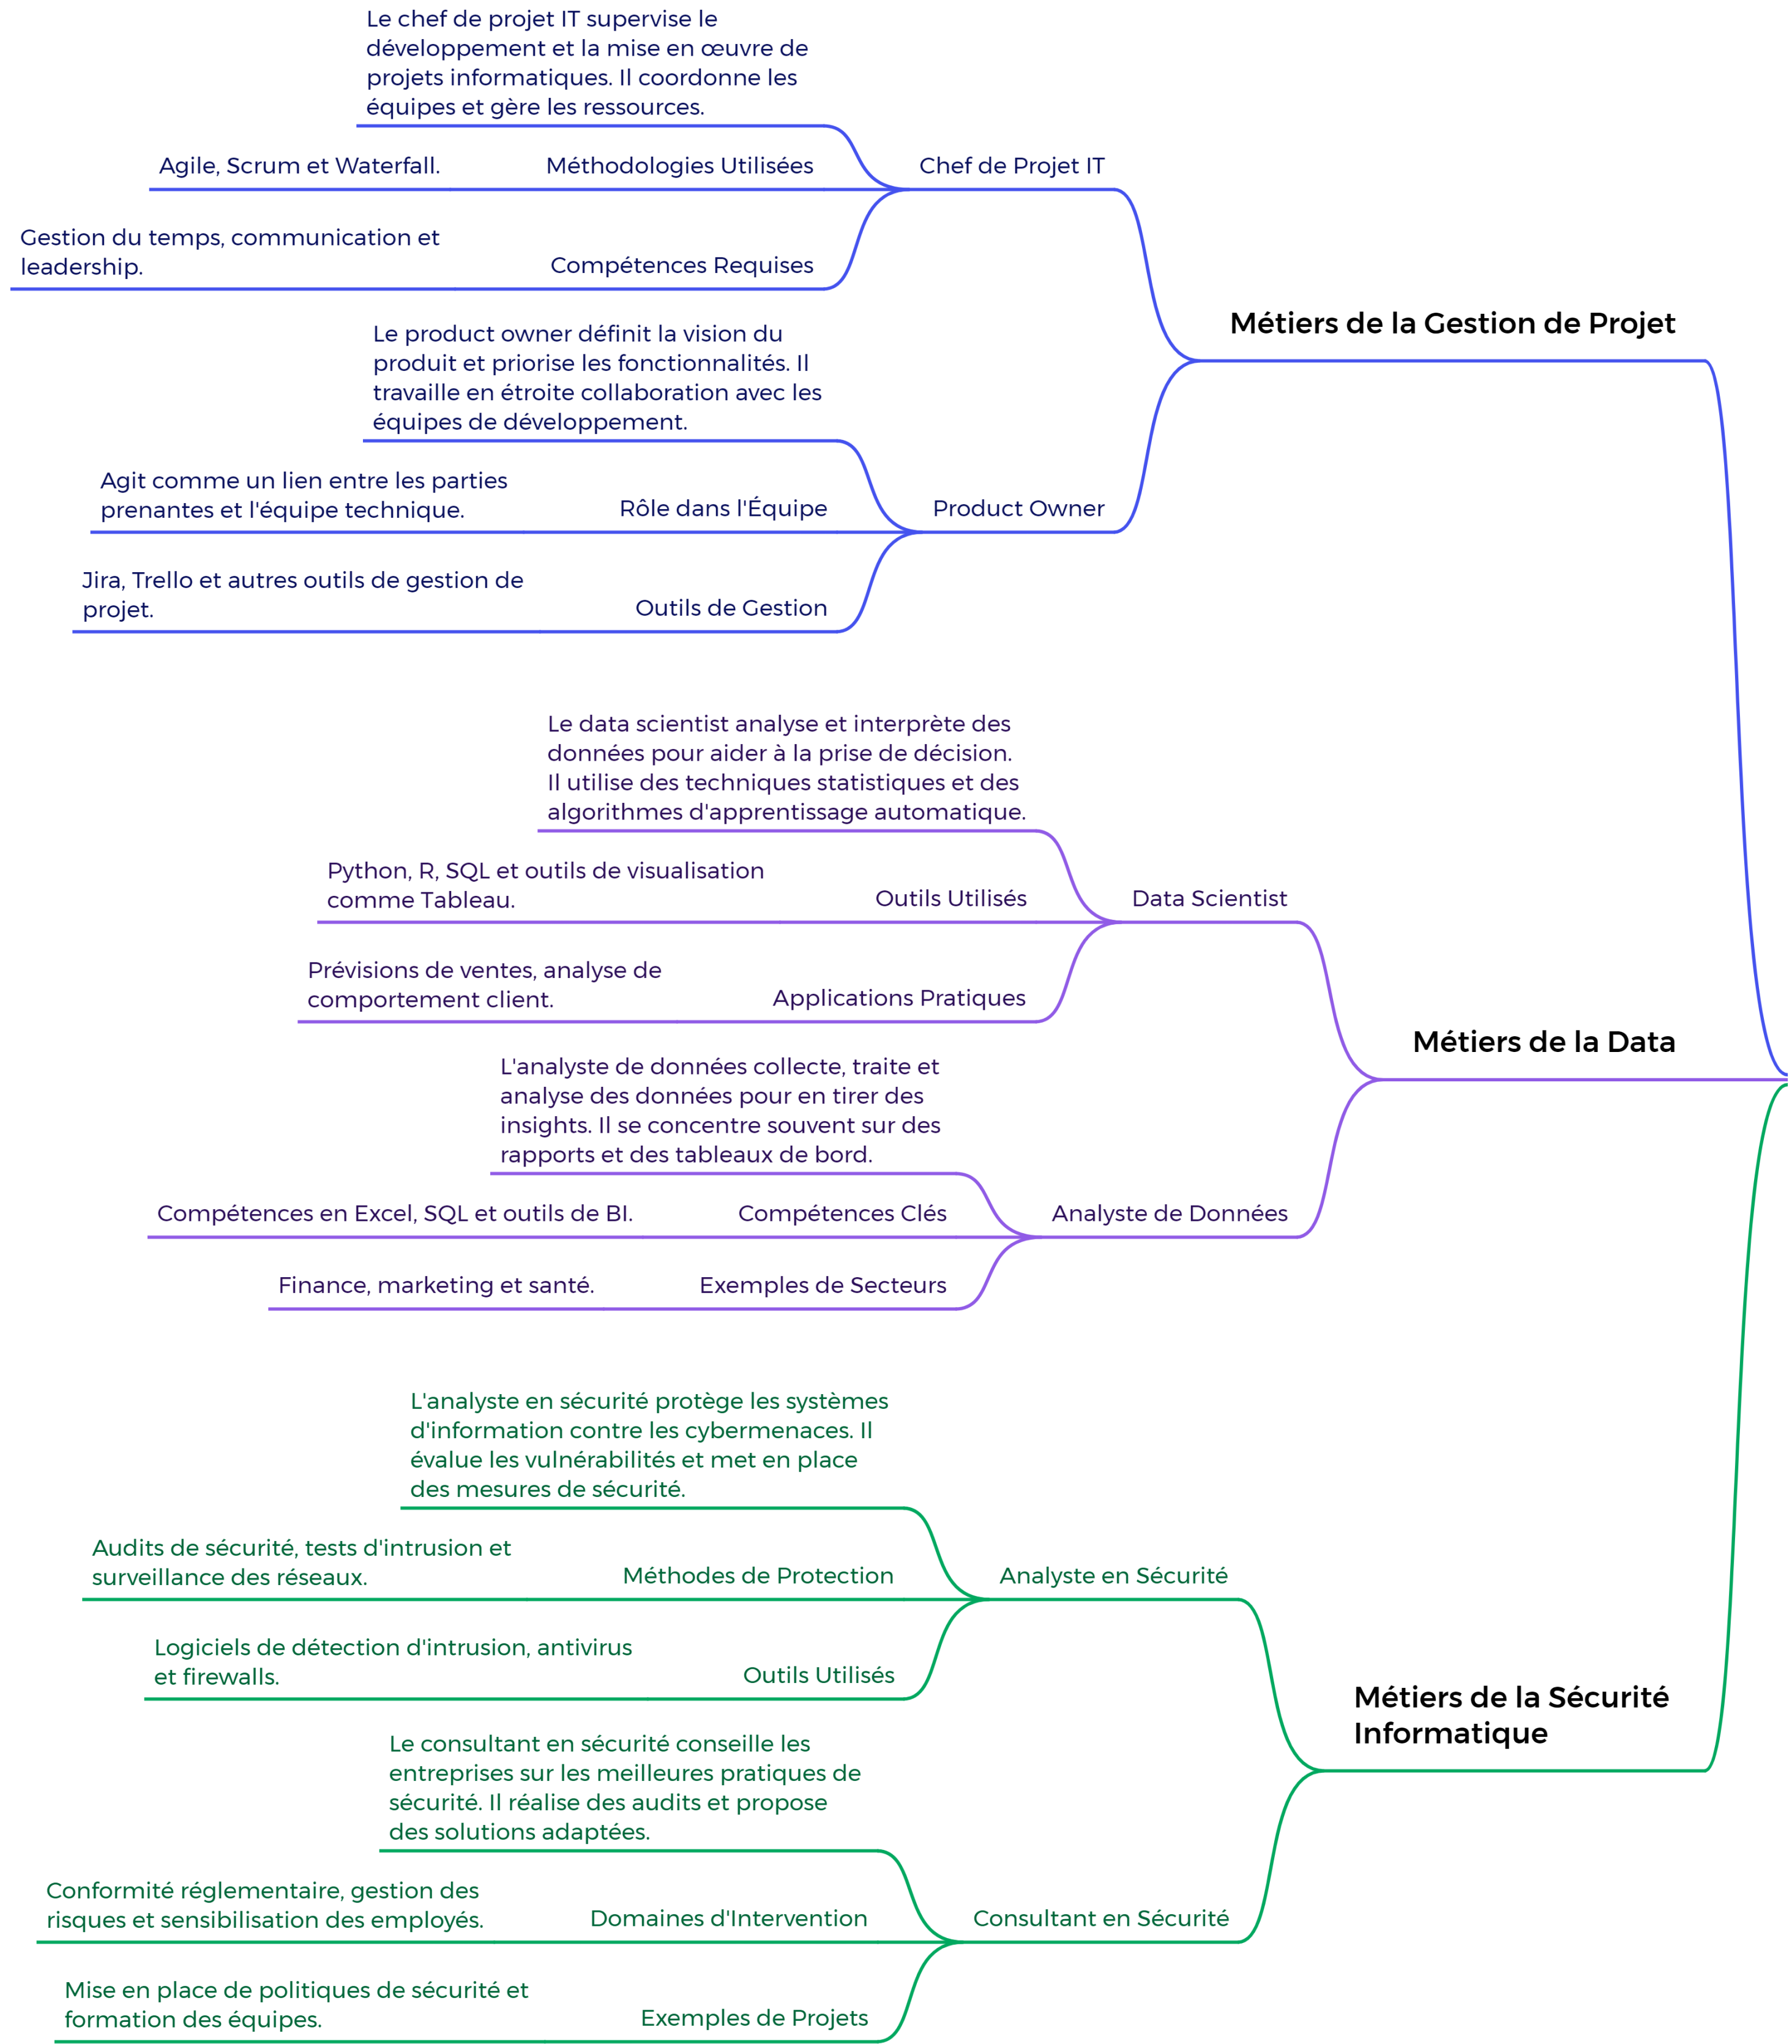 Le chef de projet IT supervise le
développement et la mise en œuvre de
projets informatiques. Il coordonne les
équipes et gère les ressources.
Agile, Scrum et Waterfall.
Méthodologies Utilisées
Chef de Projet IT
Gestion du temps, communication et
leadership.
Compétences Requises
Métiers de la Gestion de Projet
Le product owner définit la vision du
produit et priorise les fonctionnalités. Il
travaille en étroite collaboration avec les
équipes de développement.
Agit comme un lien entre les parties
prenantes et l'équipe technique.
Rôle dans l'Équipe
Product Owner
Jira, Trello et autres outils de gestion de
projet.
Outils de Gestion
Le data scientist analyse et interprète des
données pour aider à la prise de décision.
Il utilise des techniques statistiques et des
algorithmes d'apprentissage automatique.
Python, R, SQL et outils de visualisation
comme Tableau.
Outils Utilisés
Data Scientist
Prévisions de ventes, analyse de
comportement client.
Applications Pratiques
Métiers de la Data
L'analyste de données collecte, traite et
analyse des données pour en tirer des
insights. Il se concentre souvent sur des
rapports et des tableaux de bord.
Compétences en Excel, SQL et outils de BI.
Compétences Clés
Analyste de Données
Finance, marketing et santé.
Exemples de Secteurs
L'analyste en sécurité protège les systèmes
d'information contre les cybermenaces. Il
évalue les vulnérabilités et met en place
des mesures de sécurité.
Audits de sécurité, tests d'intrusion et
surveillance des réseaux.
Méthodes de Protection
Analyste en Sécurité
Logiciels de détection d'intrusion, antivirus
et firewalls.
Outils Utilisés
Métiers de la Sécurité
Informatique
Le consultant en sécurité conseille les
entreprises sur les meilleures pratiques de
sécurité. Il réalise des audits et propose
des solutions adaptées.
Conformité réglementaire, gestion des
risques et sensibilisation des employés.
Domaines d'Intervention
Consultant en Sécurité
Mise en place de politiques de sécurité et
formation des équipes.
Exemples de Projets